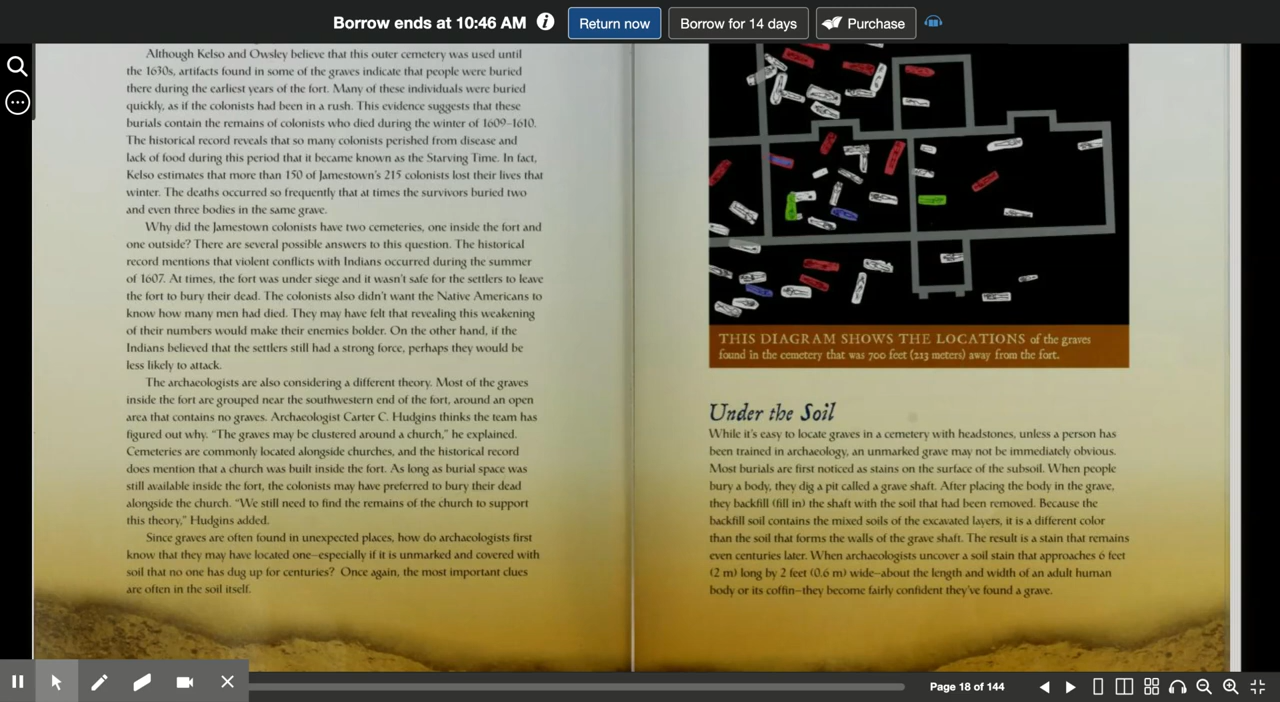 Borrow ends at 10:46 AM
Return now
Borrow for 14 days
Purchase
Although Kelso and Owsley believe that this outer cemetery was used until
the 1630s, artifacts found in some of the graves indicate that people were buried
there during the earliest years of the fort. Many of these individuals were buried
quickly, as if the colonists had been in a rush. This evidence suggests that these
burials contain the remains of colonists who died during the winter of 1609–1610.
The historical record reveals that so many colonists perished from disease and
lack of food during this period that it became known as the Starving Time. In fact,
Kelso estimates that more than 150 of Jamestown's 215 colonists lost their lives that
winter. The deaths occurred so frequently that at times the survivors buried two
and even three bodies in the same grave.
Why did the Jamestown colonists have two cemeteries, one inside the fort and
one outside? There are several possible answers to this question. The historical
record mentions that violent conflicts with Indians occurred during the summer
of 1607. At times, the fort was under siege and it wasn't safe for the settlers to leave
the fort to bury their dead. The colonists also didn't want the Native Americans to
know how many men had died. They may have felt that revealing this weakening
of their numbers would make their enemies bolder. On the other hand, if the
Indians believed that the settlers still had a strong force, perhaps they would be
less likely to attack.
The archaeologists are also considering a different theory. Most of the graves
inside the fort are grouped near the southwestern end of the fort, around an open
area that contains no graves. Archaeologist Carter C. Hudgins thinks the team has
figured out why. "The graves may be clustered around a church," he explained.
Cemeteries are commonly located alongside churches, and the historical record
does mention that a church was built inside the fort. As long as burial space was
still available inside the fort, the colonists may have preferred to bury their dead
alongside the church. "We still need to find the remains of the church to support
this theory," Hudgins added.
Since graves are often found in unexpected places, how do archaeologists first
know that they may have located one—especially if it is unmarked and covered with
soil that no one has dug up for centuries? Once again, the most important clues
are often in the soil itself.
THIS DIAGRAM SHOWS THE LOCATIONS of the graves
found in the cemetery that was 700 feet (213 meters) away from the fort.
Under the Soil
While it's easy to locate graves in a cemetery with headstones, unless a person has
been trained in archaeology, an unmarked grave may not be immediately obvious.
Most burials are first noticed as stains on the surface of the subsoil. When people
bury a body, they dig a pit called a grave shaft. After placing the body in the grave,
they backfill (fill in) the shaft with the soil that had been removed. Because the
backfill soil contains the mixed soils of the excavated layers, it is a different color
than the soil that forms the walls of the grave shaft. The result is a stain that remains
even centuries later. When archaeologists uncover a soil stain that approaches 6 feet
(2 m) long by 2 feet (0.6 m) wide—about the length and width of an adult human
body or its coffin—they become fairly confident they've found a grave.
Page 18 of 144